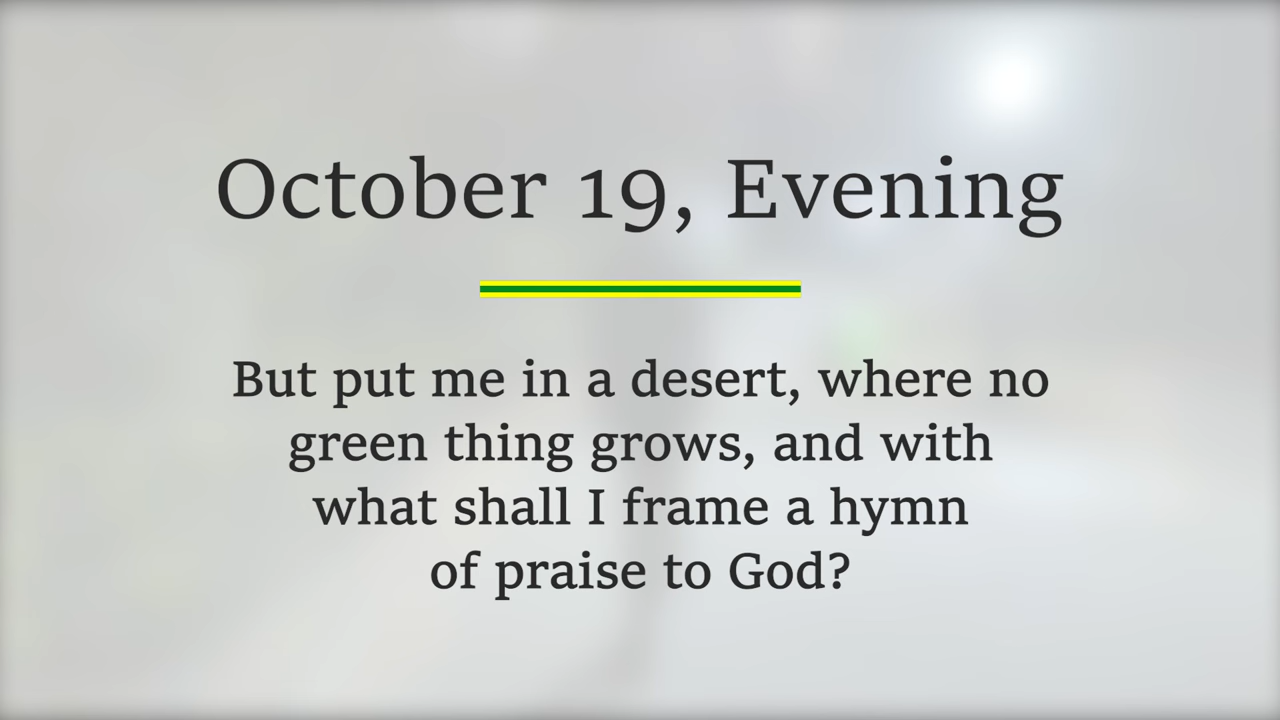 October 19, Evening
But put me in a desert, where no
green thing grows, and with
what shall I frame a hymn
of praise to God?